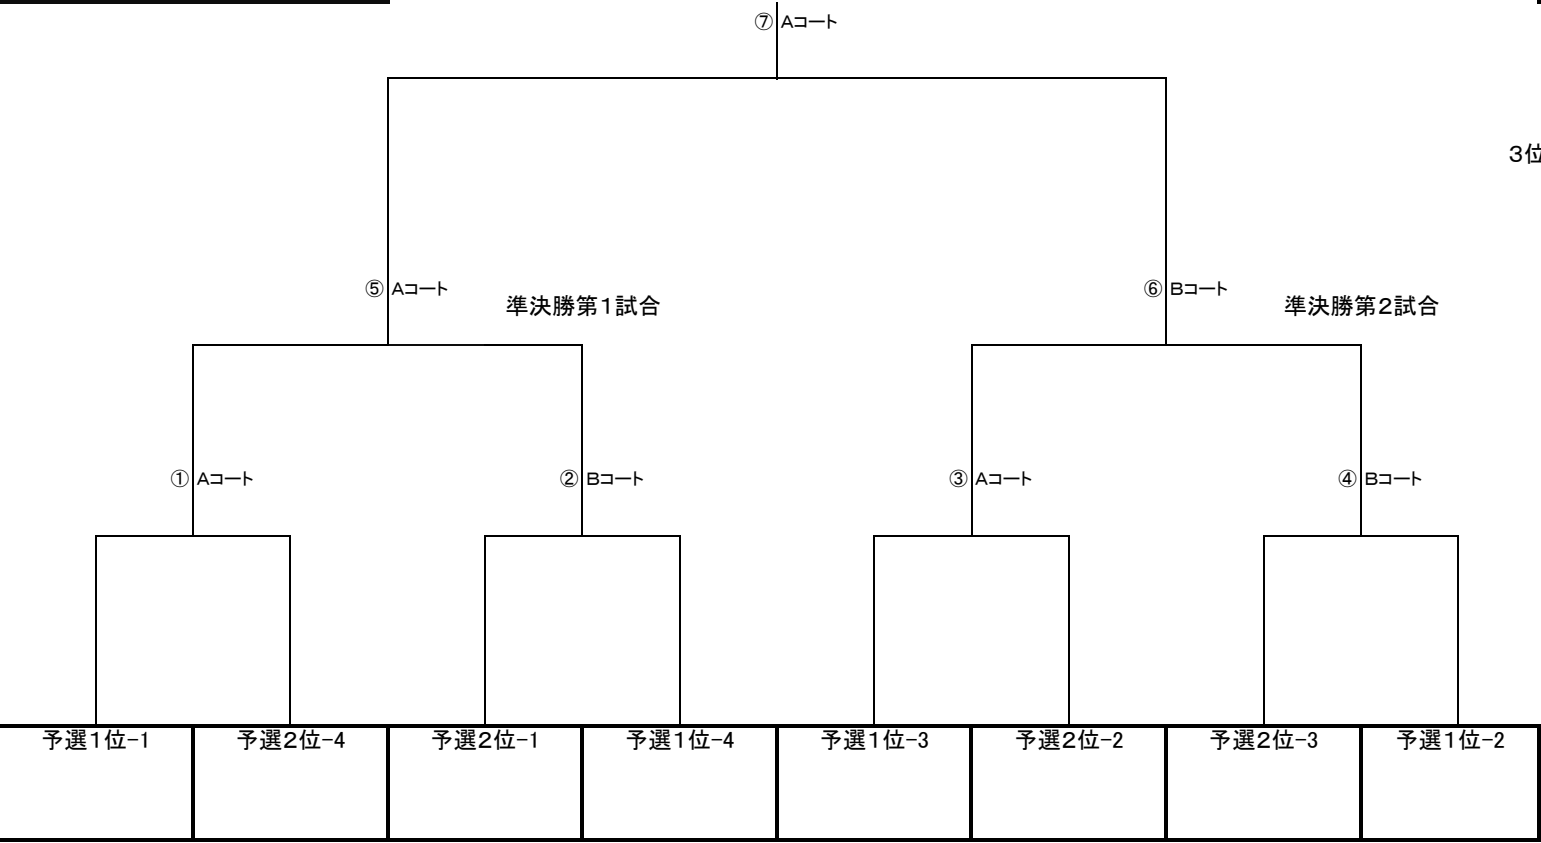 ⑦ Aコート
3位
⑤ Aコート
準決勝第1試合
⑥ Bコート
準決勝第2試合
① Aコート
② Bコート
③ Aコート
④ Bコート
予選1位-1
予選2位-4
予選2位-1
予選1位-4
予選1位-3
予選2位-2
予選2位-3
予選1位-2